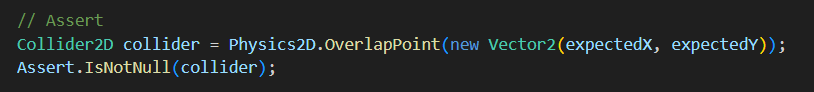 // Assert
Collider2D collider = Physics2D.OverlapPoint(new Vector2(expectedX, expectedY));
Assert.IsNotNull(collider);